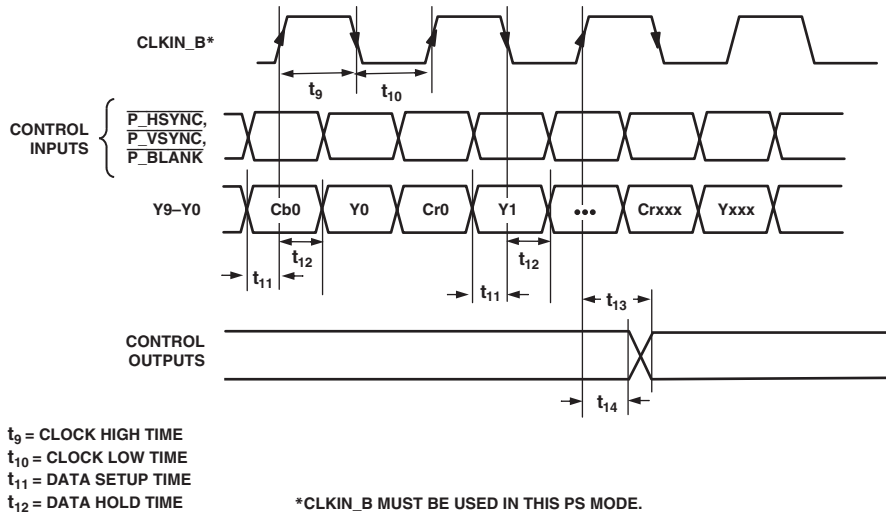 CLKIN_B*
t9
t10
CONTROL
INPUTS
P_HSYNC,
P_VSYNC,
P_BLANK
Y9–Y0
Cb0
Y0
Cr0
Y1
•••
Crxxx
Yxxx
t12
t12
t11
t11
t13
CONTROL
OUTPUTS
t14
t9 = CLOCK HIGH TIME
t10 = CLOCK LOW TIME
t11 = DATA SETUP TIME
t12 = DATA HOLD TIME
*CLKIN_B MUST BE USED IN THIS PS MODE.